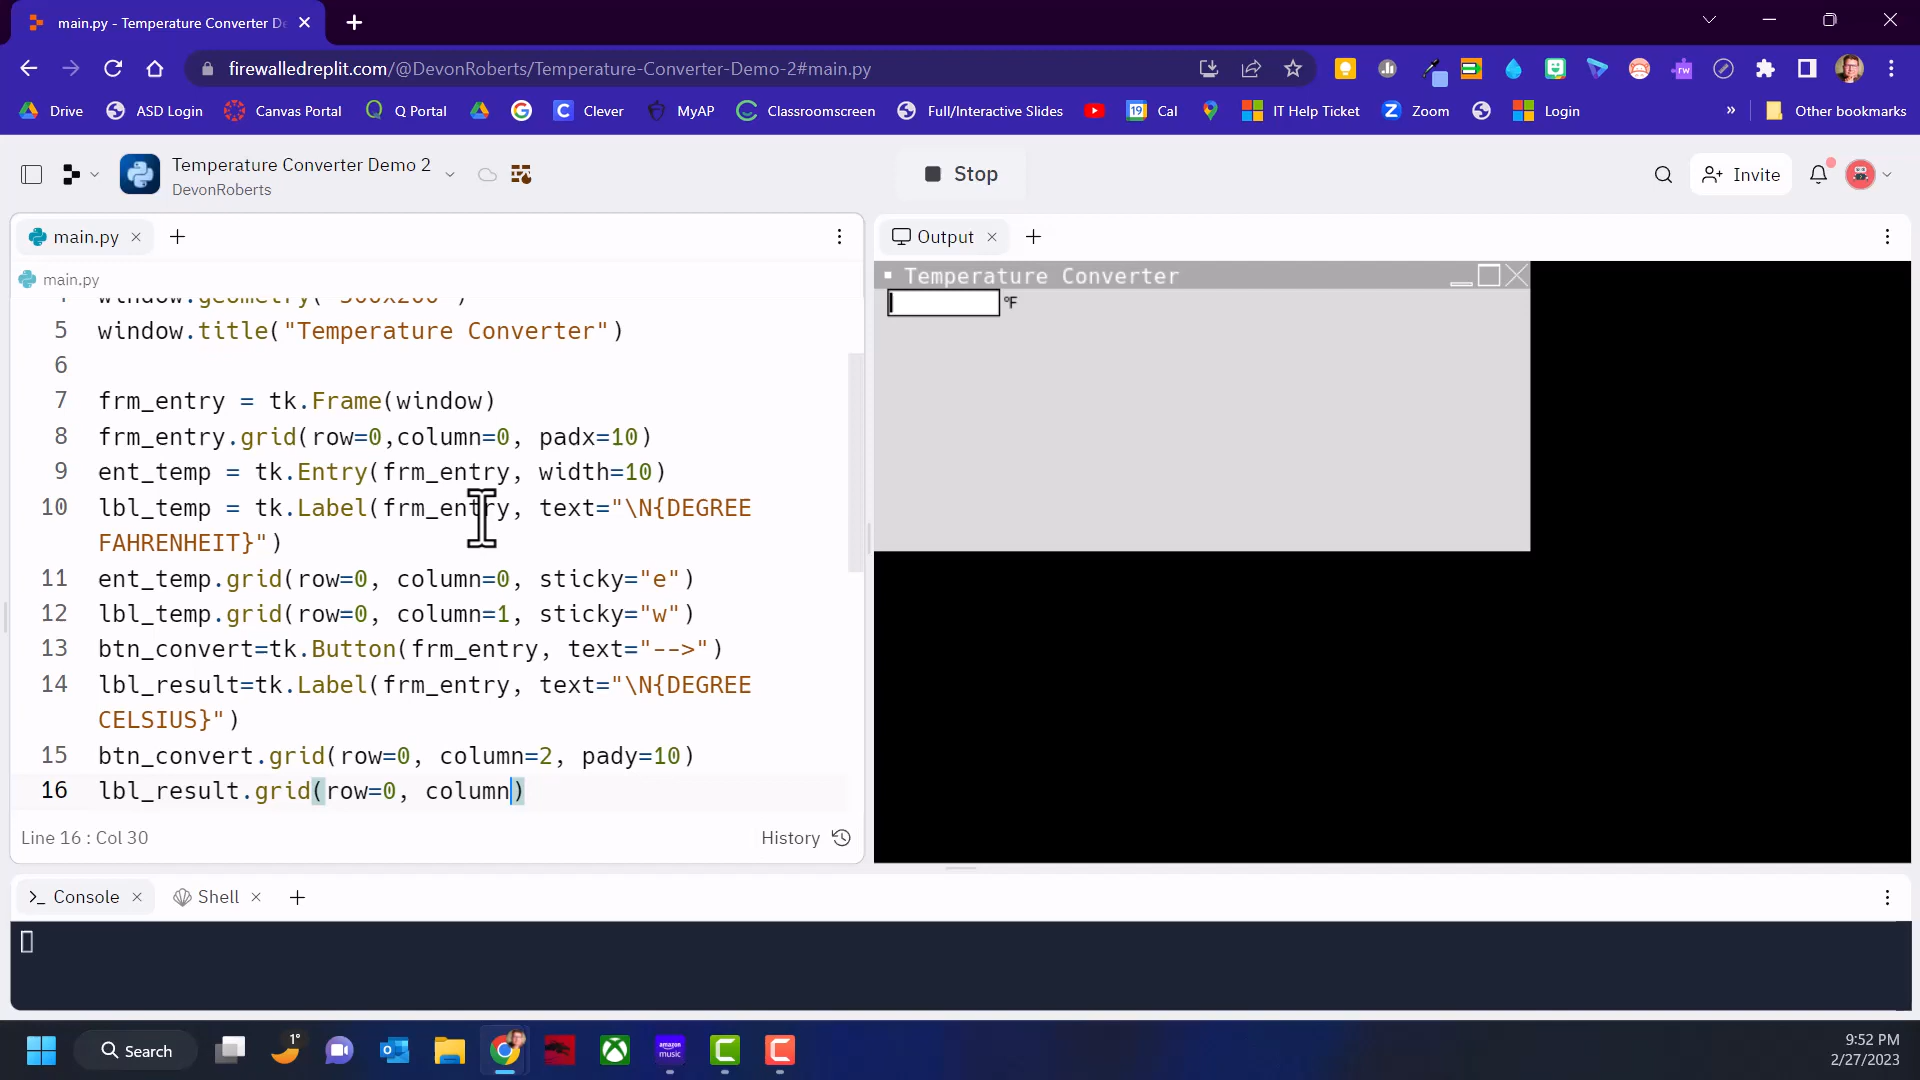 main.py - Temperature Converter De
firewalledreplit.com/@DevonRoberts/Temperature-Converter-Demo-2#main.py
Drive
ASD Login
Canvas Portal
Q Portal
Clever
MyAP
Classroomscreen
Full/Interactive Slides
Cal
IT Help Ticket
Zoom
Login
»
Other bookmarks
Temperature Converter Demo 2
DevonRoberts
Stop
Invite
main.py
Output
main.py
Temperature Converter
°F
4 window.geometry("500x200")
5 window.title("Temperature Converter")
6
7 frm_entry = tk.Frame(window)
8 frm_entry.grid(row=0,column=0, padx=10)
9 ent_temp = tk.Entry(frm_entry, width=10)
10 lbl_temp = tk.Label(frm_entry, text="\N{DEGREE
FAHRENHEIT}")
11 ent_temp.grid(row=0, column=0, sticky="e")
12 lbl_temp.grid(row=0, column=1, sticky="w")
13 btn_convert=tk.Button(frm_entry, text="-->")
14 lbl_result=tk.Label(frm_entry, text="\N{DEGREE
CELSIUS}")
15 btn_convert.grid(row=0, column=2, pady=10)
16 lbl_result.grid(row=0, column)
Line 16 : Col 30
History
Console
Shell
1°
Search
9:52 PM
2/27/2023